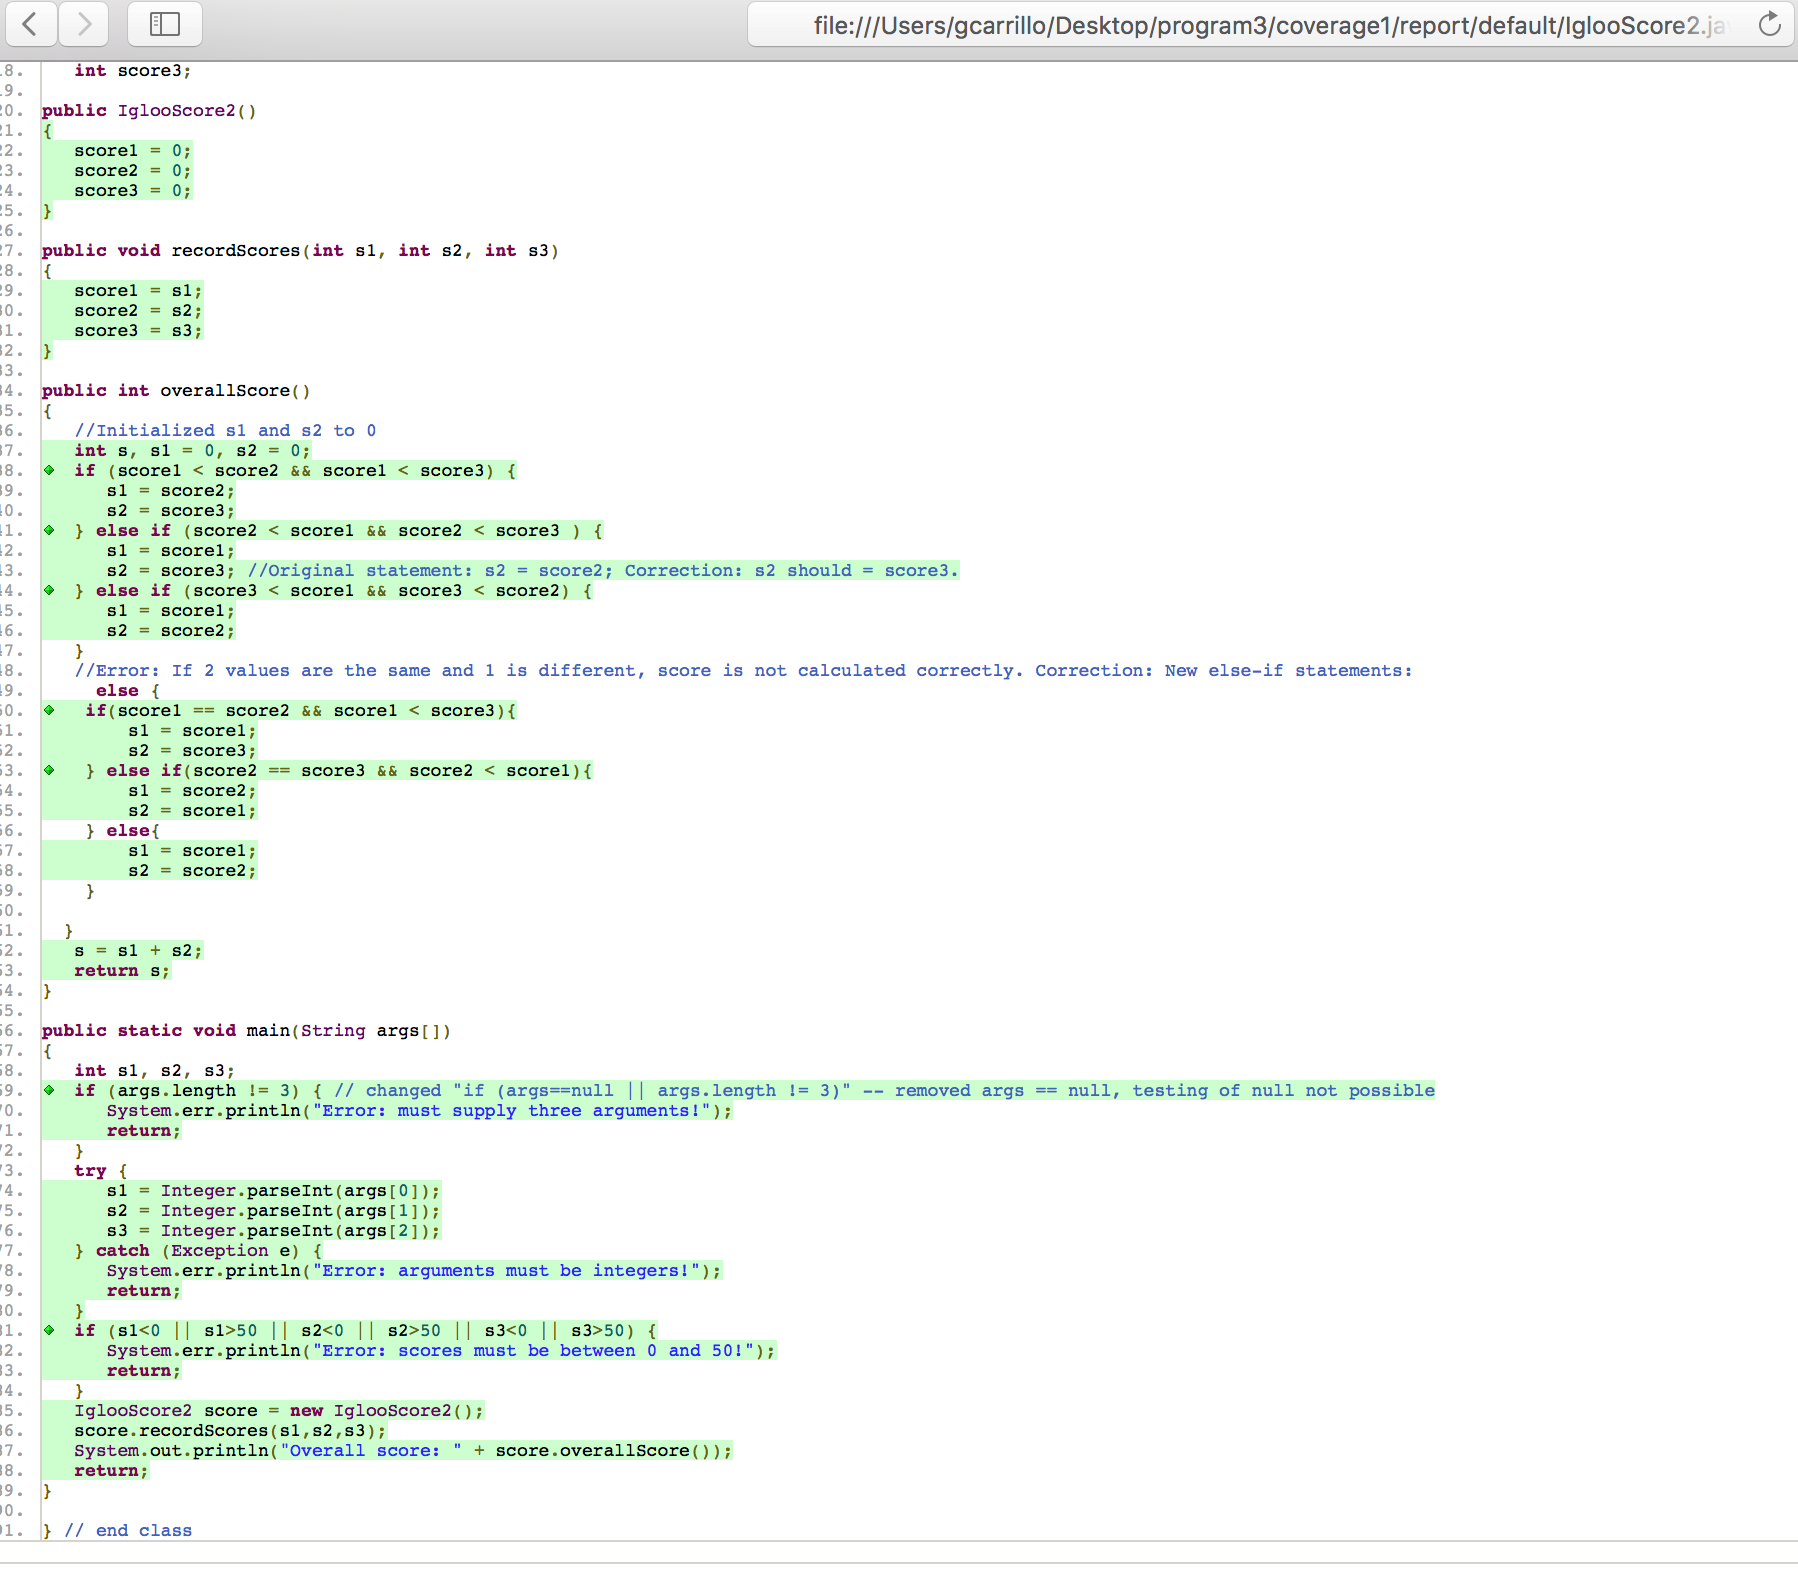 file:///Users/gcarrillo/Desktop/program3/coverage1/report/default/IglooScore2.ja
8. int score3;
9.
0. public IglooScore2()
1. {
2. score1 = 0;
3. score2 = 0;
4. score3 = 0;
5. }
6.
7. public void recordScores(int s1, int s2, int s3)
8. {
9. score1 = s1;
0. score2 = s2;
1. score3 = s3;
2. }
3.
4. public int overallScore()
5. {
6. //Initialized s1 and s2 to 0
7. int s, s1 = 0, s2 = 0;
8. if (score1 < score2 && score1 < score3) {
9. s1 = score2;
0. s2 = score3;
1. } else if (score2 < score1 && score2 < score3 ) {
2. s1 = score1;
3. s2 = score3; //Original statement: s2 = score2; Correction: s2 should = score3.
4. } else if (score3 < score1 && score3 < score2) {
5. s1 = score1;
6. s2 = score2;
7. }
8. //Error: If 2 values are the same and 1 is different, score is not calculated correctly. Correction: New else-if statements:
9. else {
0. if(score1 == score2 && score1 < score3){
1. s1 = score1;
2. s2 = score3;
3. } else if(score2 == score3 && score2 < score1){
4. s1 = score2;
5. s2 = score1;
6. } else{
7. s1 = score1;
8. s2 = score2;
9. }
0.
1. }
2. s = s1 + s2;
3. return s;
4. }
5.
6. public static void main(String args[])
7. {
8. int s1, s2, s3;
9. if (args.length != 3) { // changed "if (args==null || args.length != 3)" -- removed args == null, testing of null not possible
0. System.err.println("Error: must supply three arguments!");
1. return;
2. }
3. try {
4. s1 = Integer.parseInt(args[0]);
5. s2 = Integer.parseInt(args[1]);
6. s3 = Integer.parseInt(args[2]);
7. } catch (Exception e) {
8. System.err.println("Error: arguments must be integers!");
9. return;
0. }
1. if (s1<0 || s1>50 || s2<0 || s2>50 || s3<0 || s3>50) {
2. System.err.println("Error: scores must be between 0 and 50!");
3. return;
4. }
5. IglooScore2 score = new IglooScore2();
6. score.recordScores(s1,s2,s3);
7. System.out.println("Overall score: " + score.overallScore());
8. return;
9. }
0.
1. } // end class